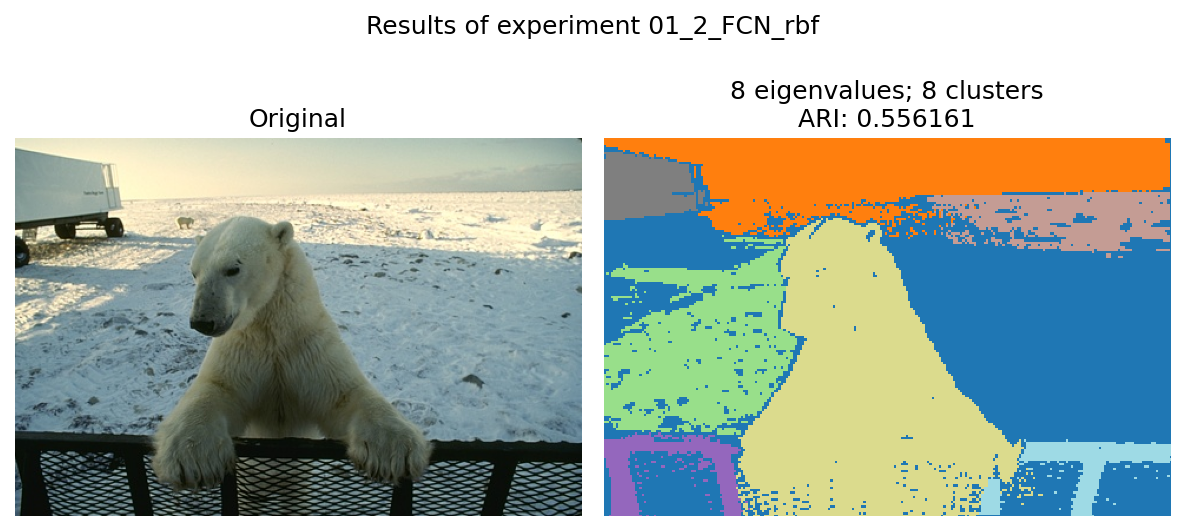 Results of experiment 01_2_FCN_rbf
Original
8 eigenvalues; 8 clusters
ARI: 0.556161